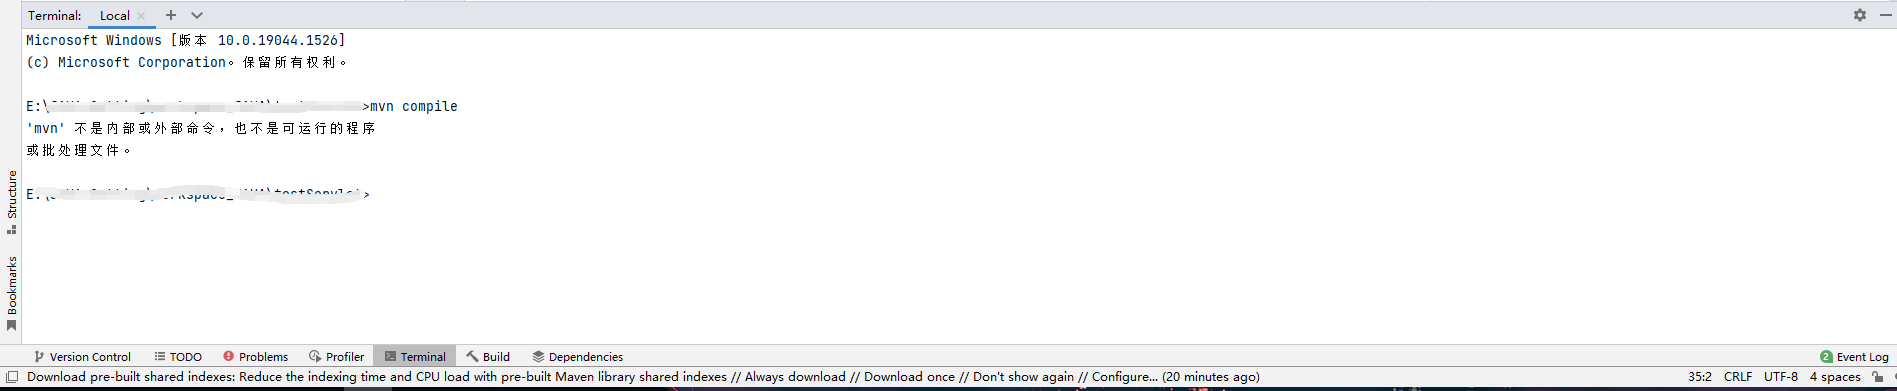 Terminal: Local
Microsoft Windows [版本 10.0.19044.1526]
(c) Microsoft Corporation。保留所有权利。
E:\ >mvn compile
'mvn' 不是内部或外部命令，也不是可运行的程序
或批处理文件。
E:\ >
Structure
Bookmarks
Version Control TODO Problems Profiler Terminal Build Dependencies 2 Event Log
Download pre-built shared indexes: Reduce the indexing time and CPU load with pre-built Maven library shared indexes // Always download // Download once // Don't show again // Configure... (20 minutes ago) 35:2 CRLF UTF-8 4 spaces